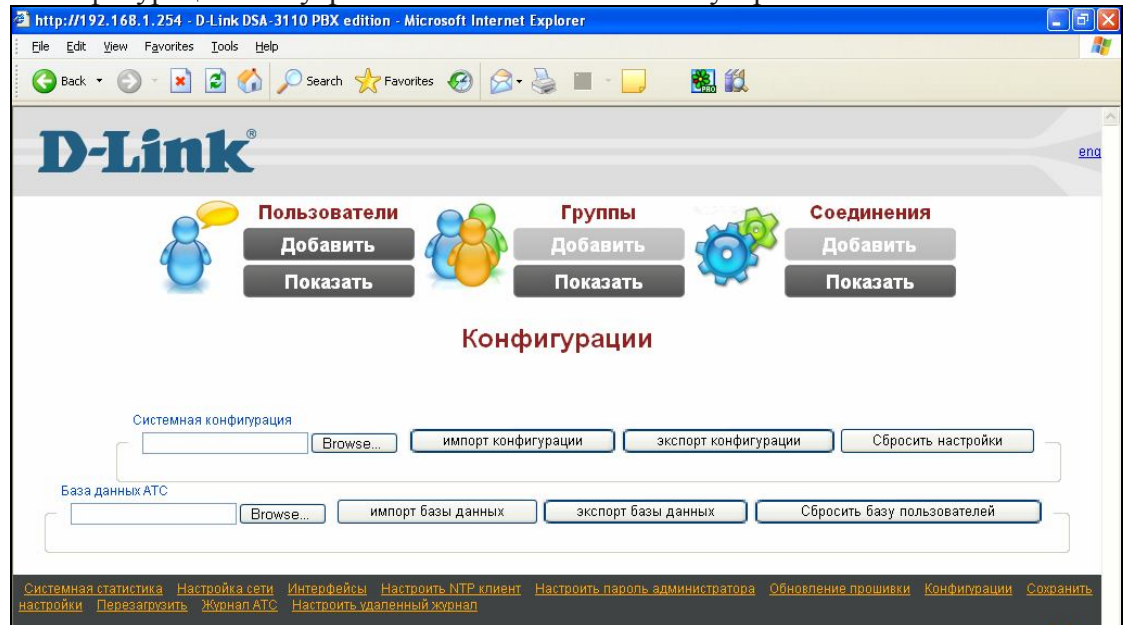 http://192.168.1.254 - D-Link DSA-3110 PBX edition - Microsoft Internet Explorer
File Edit View Favorites Tools Help
Back Search Favorites
D-Link®
eng
Пользователи Группы Соединения
Добавить Добавить Добавить
Показать Показать Показать
Конфигурации
Системная конфигурация
Browse... импорт конфигурации экспорт конфигурации Сбросить настройки
База данных АТС
Browse... импорт базы данных экспорт базы данных Сбросить базу пользователей
Системная статистика Настройка сети Интерфейсы Настроить NTP клиент Настроить пароль администратора Обновление прошивки Конфигурации Сохранить
настройки Перезагрузить Журнал АТС Настроить удаленный журнал